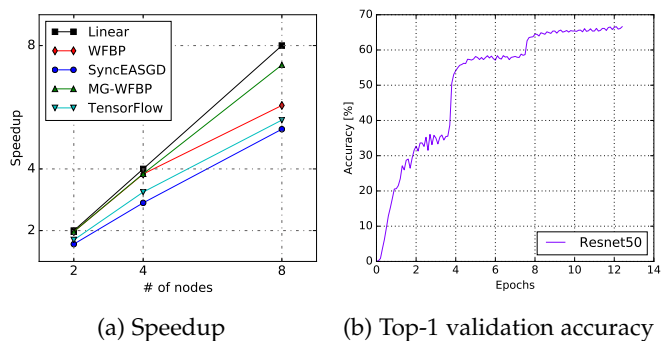 Linear
WFBP
SyncEASGD
MG-WFBP
TensorFlow
8
4
2
Speedup
2
4
8
# of nodes
(a) Speedup
70
60
50
40
30
20
10
0
Accuracy [%]
Resnet50
0
2
4
6
8
10
12
14
Epochs
(b) Top-1 validation accuracy